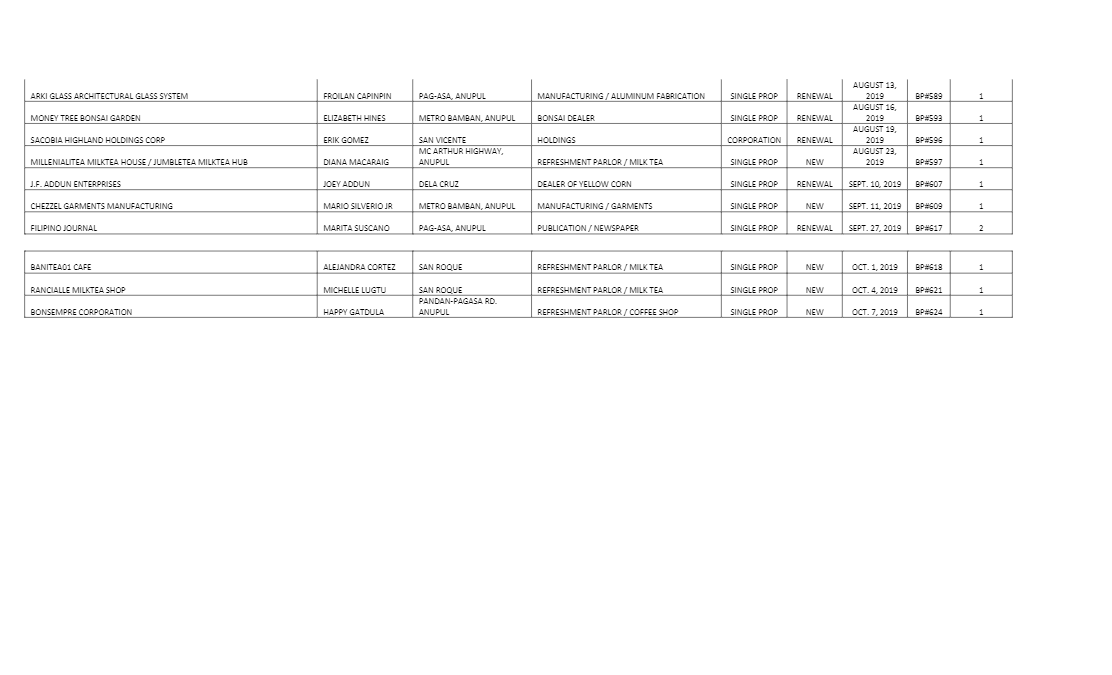 ARKI GLASS ARCHITECTURAL GLASS SYSTEM FROILAN CAPINPIN PAG-ASA, ANUPUL MANUFACTURING / ALUMINUM FABRICATION SINGLE PROP RENEWAL AUGUST 13, 2019 BP#589 1
MONEY TREE BONSAI GARDEN ELIZABETH HINES METRO BAMBAN, ANUPUL BONSAI DEALER SINGLE PROP RENEWAL AUGUST 16, 2019 BP#593 1
SACOBIA HIGHLAND HOLDINGS CORP ERIK GOMEZ SAN VICENTE HOLDINGS CORPORATION RENEWAL AUGUST 19, 2019 BP#596 1
MILLENIALITEA MILKTEA HOUSE / JUMBLETEA MILKTEA HUB DIANA MACARAIG MC ARTHUR HIGHWAY, ANUPUL REFRESHMENT PARLOR / MILK TEA SINGLE PROP NEW AUGUST 23, 2019 BP#597 1
J.F. ADDUN ENTERPRISES JOEY ADDUN DELA CRUZ DEALER OF YELLOW CORN SINGLE PROP RENEWAL SEPT. 10, 2019 BP#607 1
CHEZZEL GARMENTS MANUFACTURING MARIO SILVERIO JR METRO BAMBAN, ANUPUL MANUFACTURING / GARMENTS SINGLE PROP NEW SEPT. 11, 2019 BP#609 1
FILIPINO JOURNAL MARITA SUSCANO PAG-ASA, ANUPUL PUBLICATION / NEWSPAPER SINGLE PROP RENEWAL SEPT. 27, 2019 BP#617 2
BANITEA01 CAFE ALEJANDRA CORTEZ SAN ROQUE REFRESHMENT PARLOR / MILK TEA SINGLE PROP NEW OCT. 1, 2019 BP#618 1
RANCIALLE MILKTEA SHOP MICHELLE LUGTU SAN ROQUE REFRESHMENT PARLOR / MILK TEA SINGLE PROP NEW OCT. 4, 2019 BP#621 1
BONSEMPRE CORPORATION HAPPY GATDULA PANDAN-PAGASA RD. ANUPUL REFRESHMENT PARLOR / COFFEE SHOP SINGLE PROP NEW OCT. 7, 2019 BP#624 1